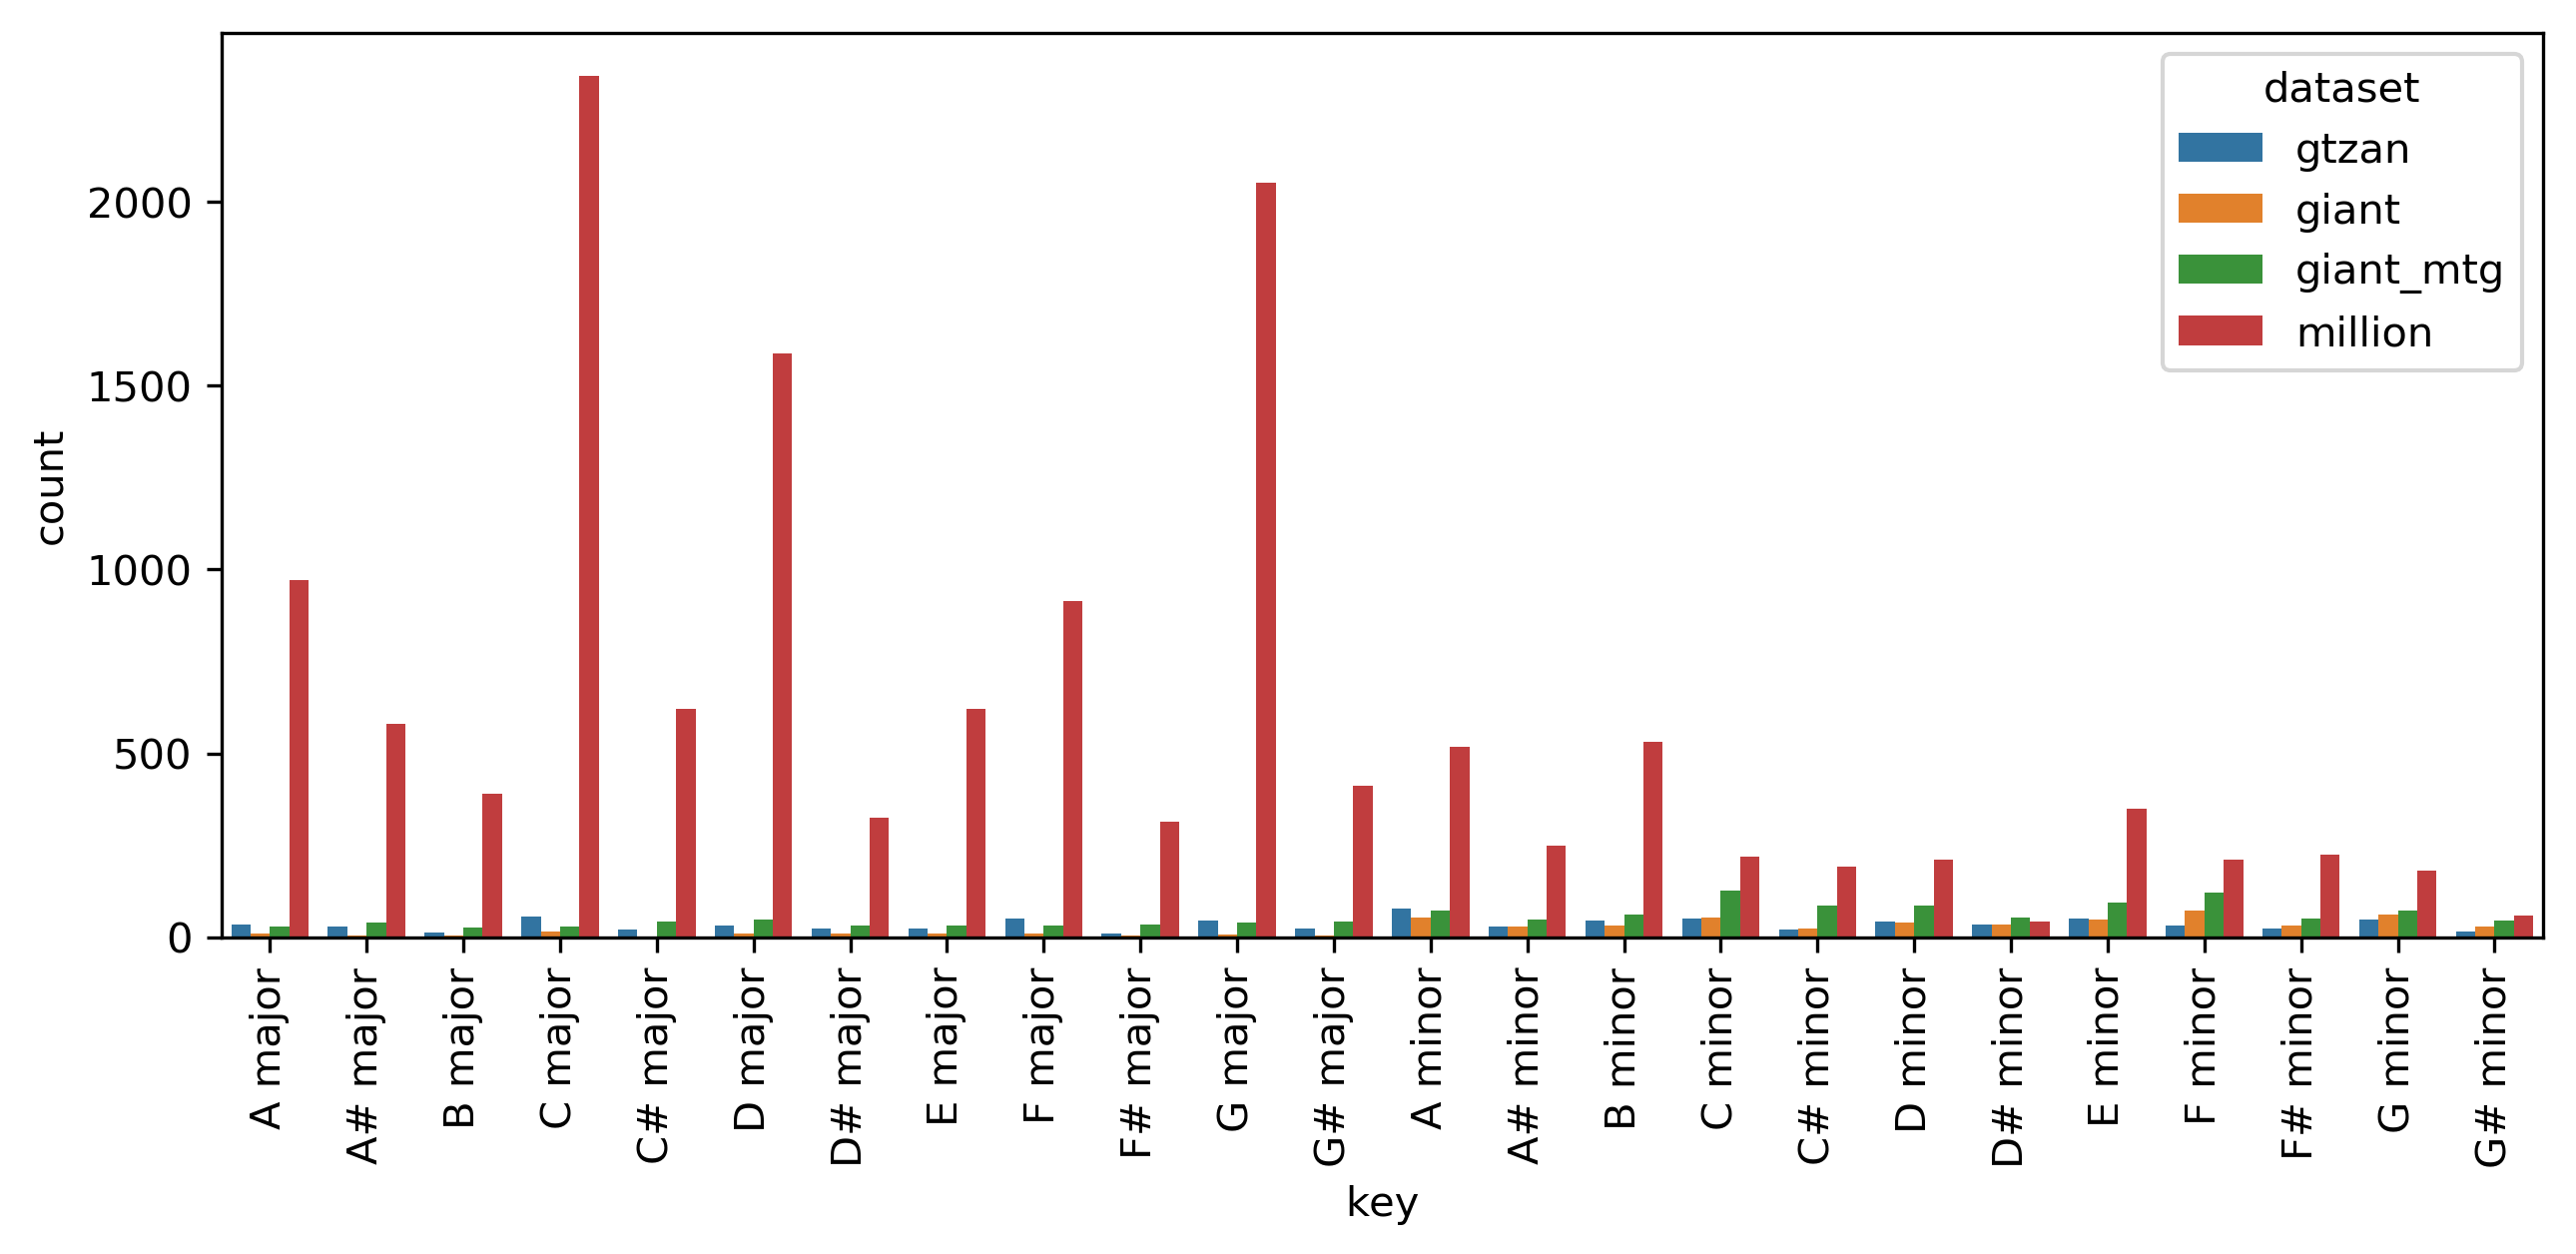 dataset
gtzan
giant
giant_mtg
million
count
2000
1500
1000
500
0
A major
A# major
B major
C major
C# major
D major
D# major
E major
F major
F# major
G major
G# major
A minor
A# minor
B minor
C minor
C# minor
D minor
D# minor
E minor
F minor
F# minor
G minor
G# minor
key